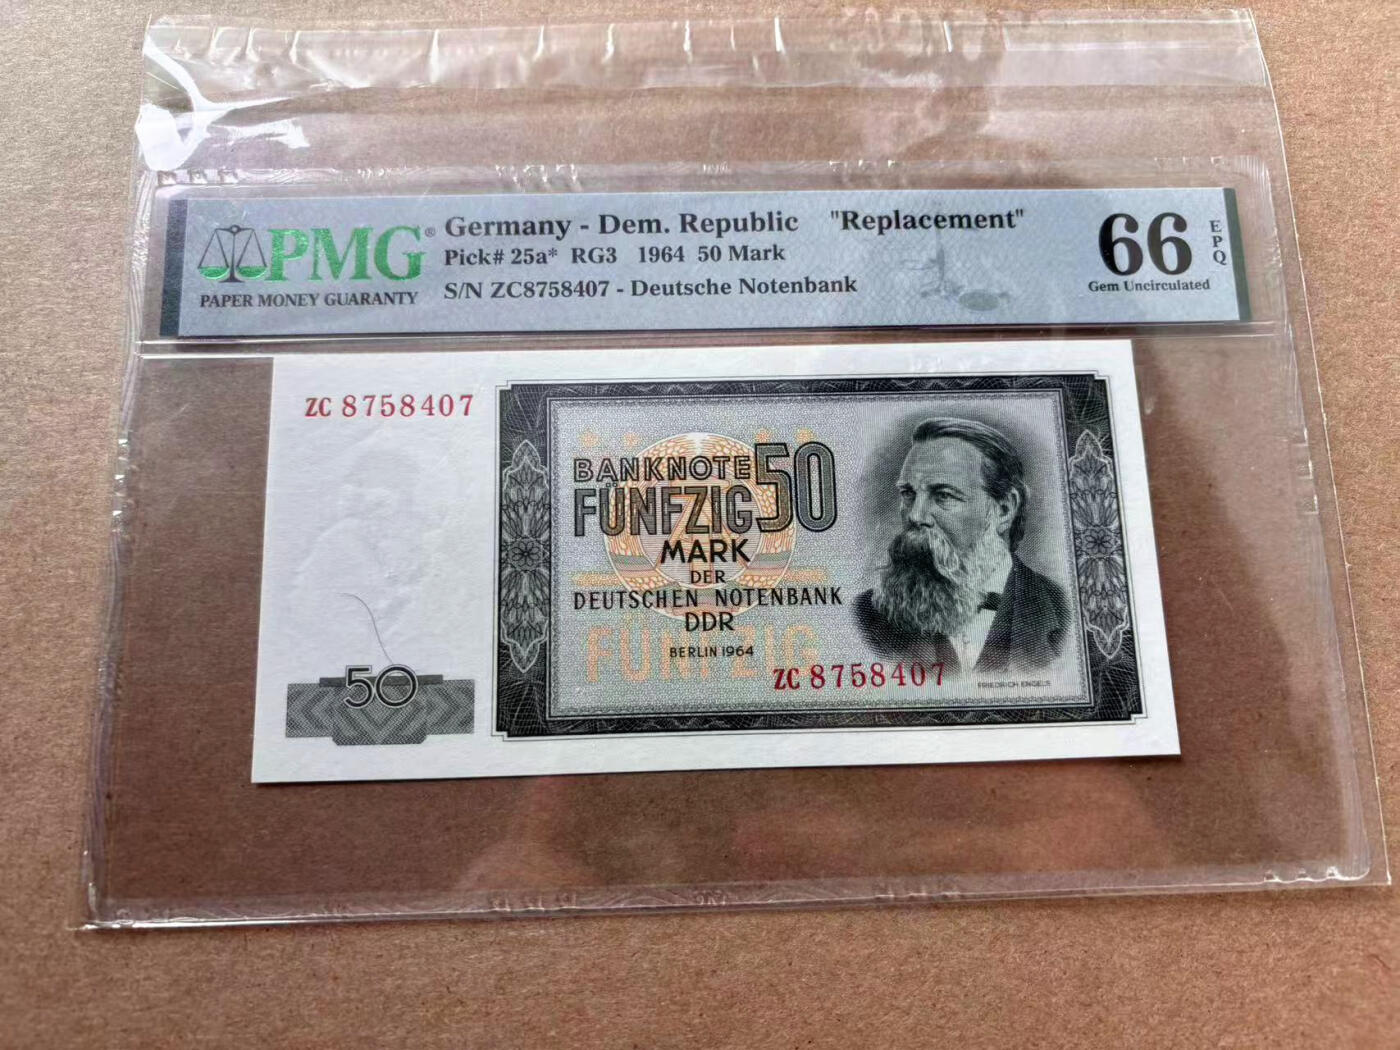 PMG®
PAPER MONEY GUARANTY
Germany - Dem. Republic "Replacement"
Pick# 25a* RG3 1964 50 Mark
S/N ZC8758407 - Deutsche Notenbank
66
EPQ
Gem Uncirculated
ZC 8758407
BANKNOTE
FÜNFZIG 50
MARK
DER
DEUTSCHEN NOTENBANK
DDR
BERLIN 1964
FÜNFZIG
ZC 8758407
FRIEDRICH ENGELS
50